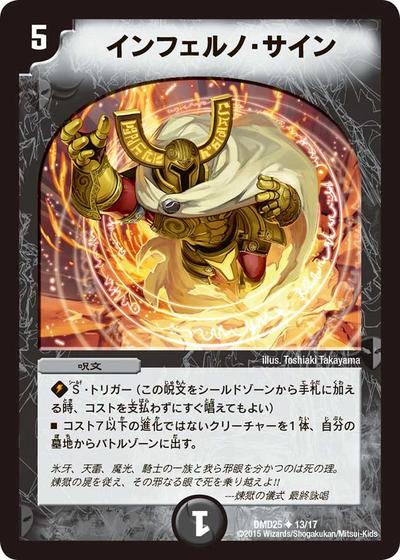 5
インフェルノ・サイン
illus. Toshiaki Takayama
呪文
S・トリガー（この呪文をシールドゾーンから手札に加え
る時、コストを支払わずにすぐ唱えてもよい）
■ コスト7以下の進化ではないクリーチャーを1体、自分の
墓地からバトルゾーンに出す。
氷牙、天雷、魔光、騎士の一族と我ら邪眼を分かつのは死の理。
煉獄の屍を従え、その邪なる眼で死を乗り越えよ!!
---煉獄の儀式 最終詠唱
1
DMD25 ◆ 13/17
©2015 Wizards/Shogakukan/Mitsui-Kids